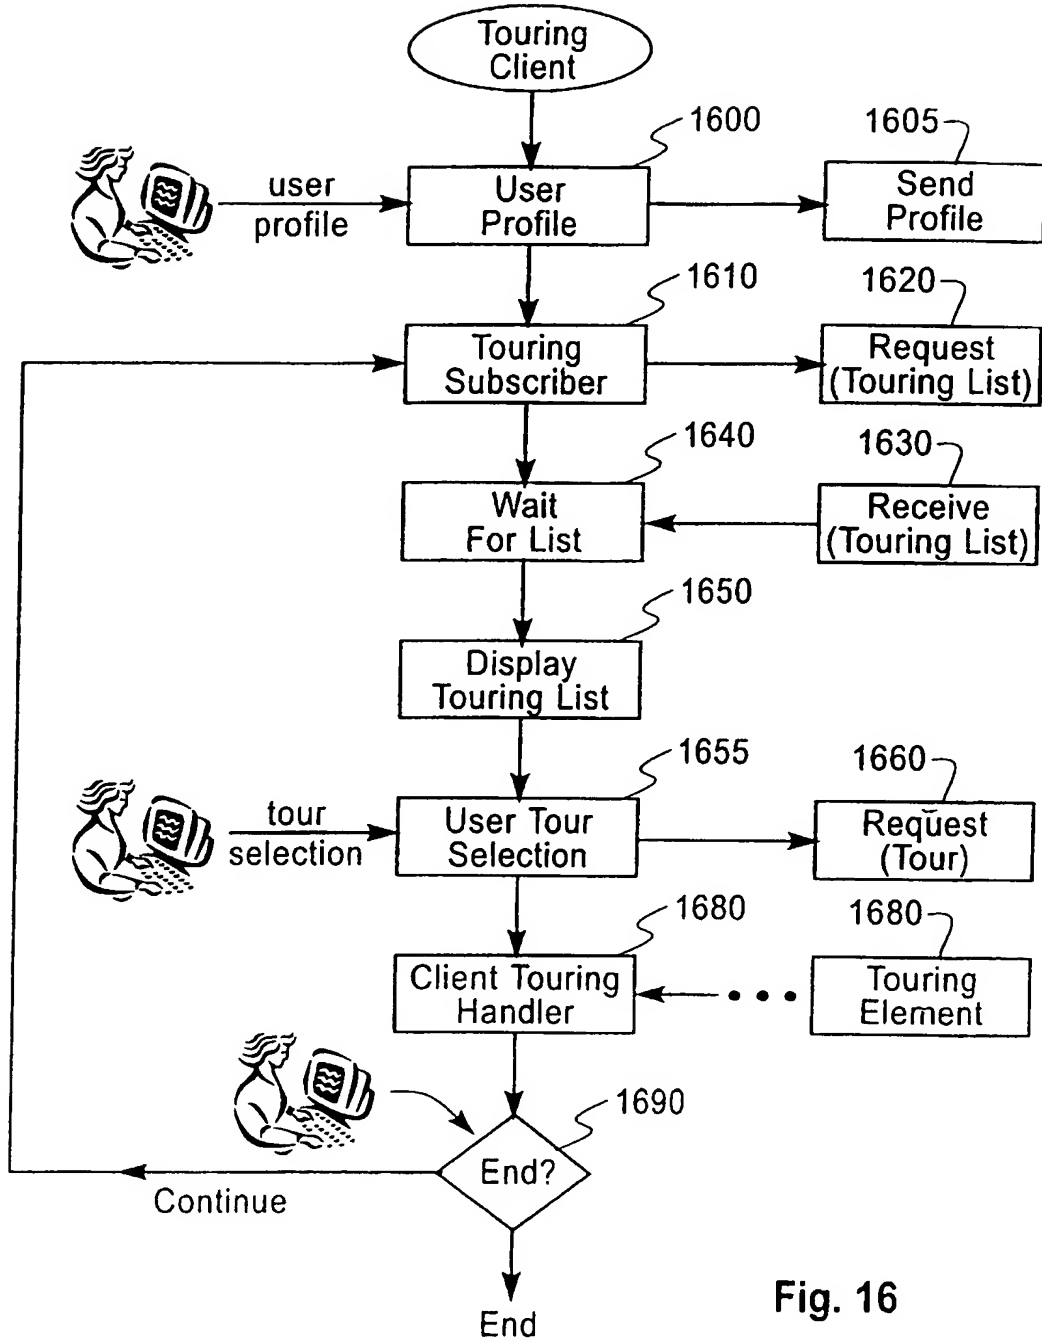 Touring
Client
1600
1605
user
profile
User
Profile
Send
Profile
1610
1620
Touring
Subscriber
Request
(Touring List)
1640
1630
Wait
For List
Receive
(Touring List)
1650
Display
Touring List
1655
1660
tour
selection
User Tour
Selection
Request
(Tour)
1680
1680
Client Touring
Handler
Touring
Element
1690
End?
Continue
End
Fig. 16